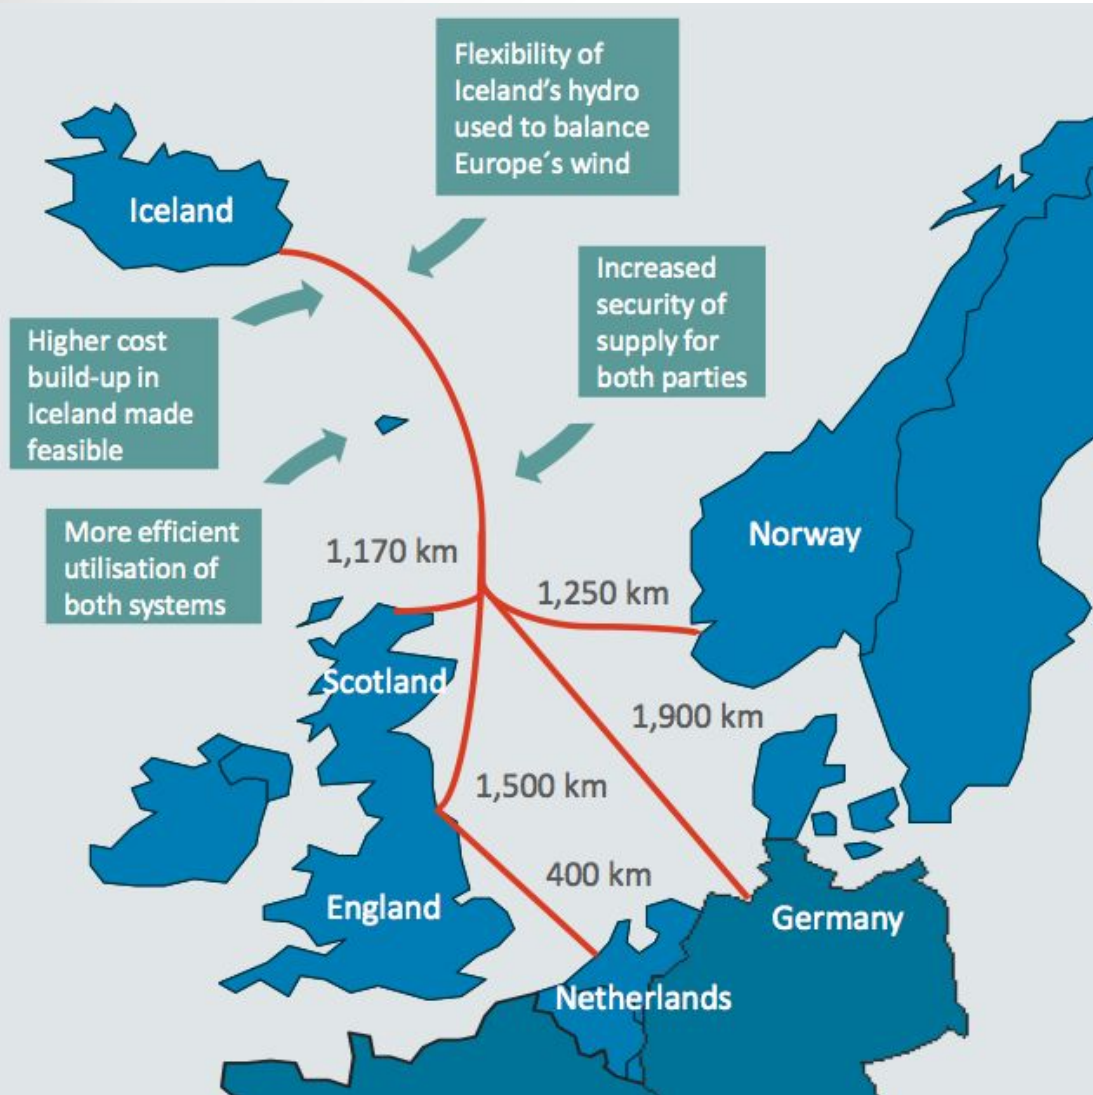 Flexibility of
Iceland's hydro
used to balance
Europe´s wind
Iceland
Increased
security of
supply for
both parties
Higher cost
build-up in
Iceland made
feasible
More efficient
utilisation of
both systems
1,170 km
Norway
1,250 km
Scotland
1,900 km
1,500 km
400 km
England
Germany
Netherlands